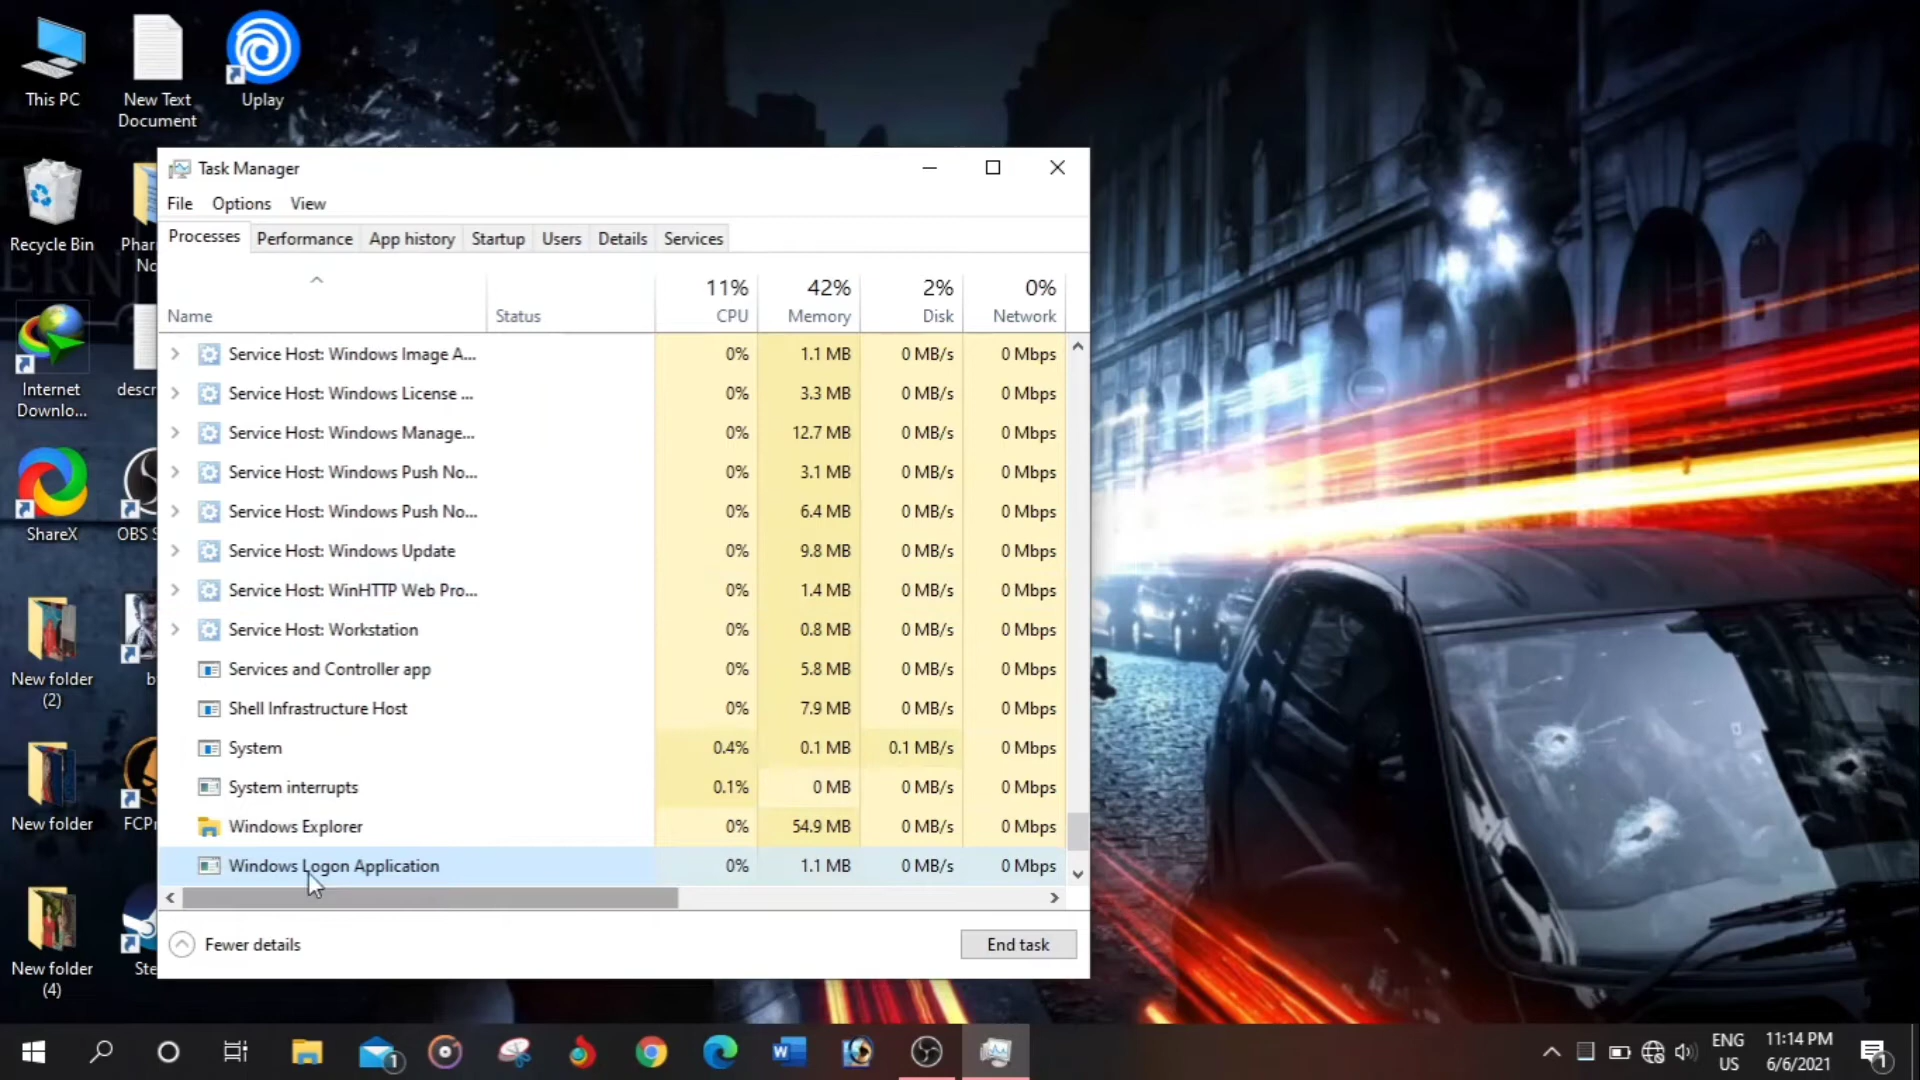 This PC
New Text
Document
Uplay
Recycle Bin
Phar
No
Internet
Downlo...
descr
ShareX
OBS S
New folder
(2)
New folder
FCPr
New folder
(4)
Ste
Task Manager
File Options View
Processes Performance App history Startup Users Details Services
11% 42% 2% 0%
Name Status CPU Memory Disk Network
Service Host: Windows Image A... 0% 1.1 MB 0 MB/s 0 Mbps
Service Host: Windows License ... 0% 3.3 MB 0 MB/s 0 Mbps
Service Host: Windows Manage... 0% 12.7 MB 0 MB/s 0 Mbps
Service Host: Windows Push No... 0% 3.1 MB 0 MB/s 0 Mbps
Service Host: Windows Push No... 0% 6.4 MB 0 MB/s 0 Mbps
Service Host: Windows Update 0% 9.8 MB 0 MB/s 0 Mbps
Service Host: WinHTTP Web Pro... 0% 1.4 MB 0 MB/s 0 Mbps
Service Host: Workstation 0% 0.8 MB 0 MB/s 0 Mbps
Services and Controller app 0% 5.8 MB 0 MB/s 0 Mbps
Shell Infrastructure Host 0% 7.9 MB 0 MB/s 0 Mbps
System 0.4% 0.1 MB 0.1 MB/s 0 Mbps
System interrupts 0.1% 0 MB 0 MB/s 0 Mbps
Windows Explorer 0% 54.9 MB 0 MB/s 0 Mbps
Windows Logon Application 0% 1.1 MB 0 MB/s 0 Mbps
Fewer details End task
1
ENG
US
11:14 PM
6/6/2021
1